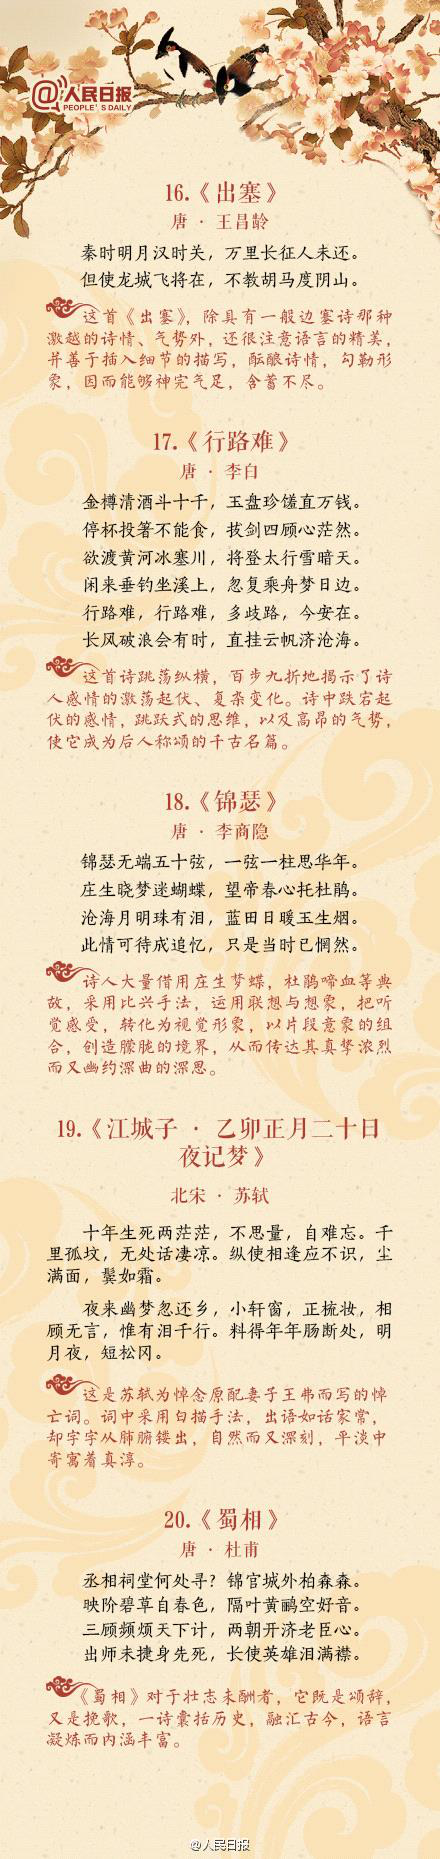 @人民日报
PEOPLE'S DAILY
16.《出塞》
唐 · 王昌龄
秦时明月汉时关，万里长征人未还。
但使龙城飞将在，不教胡马度阴山。
这首《出塞》，除具有一般边塞诗那种
激越的诗情、气势外，还很注意语言的精美，
并善于插入细节的描写，酝酿诗情，勾勒形
象，因而能够神完气足，含蓄不尽。
17.《行路难》
唐 · 李白
金樽清酒斗十千，玉盘珍馐直万钱。
停杯投箸不能食，拔剑四顾心茫然。
欲渡黄河冰塞川，将登太行雪暗天。
闲来垂钓坐溪上，忽复乘舟梦日边。
行路难，行路难，多歧路，今安在。
长风破浪会有时，直挂云帆济沧海。
这首诗跳荡纵横，百步九折地揭示了诗
人感情的激荡起伏、复杂变化。诗中跌宕起
伏的感情，跳跃式的思维，以及高昂的气势，
使它成为后人称颂的千古名篇。
18.《锦瑟》
唐 · 李商隐
锦瑟无端五十弦，一弦一柱思华年。
庄生晓梦迷蝴蝶，望帝春心托杜鹃。
沧海月明珠有泪，蓝田日暖玉生烟。
此情可待成追忆，只是当时已惘然。
诗人大量借用庄生梦蝶，杜鹃啼血等典
故，采用比兴手法，运用联想与想象，把听
觉感受，转化为视觉形象，以片段意象的组
合，创造朦胧的境界，从而传达其真挚浓烈
而又幽约深曲的深思。
19.《江城子 · 乙卯正月二十日
夜记梦》
北宋 · 苏轼
十年生死两茫茫，不思量，自难忘。千
里孤坟，无处话凄凉。纵使相逢应不识，尘
满面，鬓如霜。
夜来幽梦忽还乡，小轩窗，正梳妆，相
顾无言，惟有泪千行。料得年年肠断处，明
月夜，短松冈。
这是苏轼为悼念原配妻子王弗而写的悼
亡词。词中采用白描手法，出语如话家常，
却字字从肺腑镂出，自然而又深刻，平淡中
寄寓着真淳。
20.《蜀相》
唐 · 杜甫
丞相祠堂何处寻？锦官城外柏森森。
映阶碧草自春色，隔叶黄鹂空好音。
三顾频烦天下计，两朝开济老臣心。
出师未捷身先死，长使英雄泪满襟。
《蜀相》对于壮志未酬者，它既是颂辞，
又是挽歌，一诗囊括历史，融汇古今，语言
凝炼而内涵丰富。
@人民日报